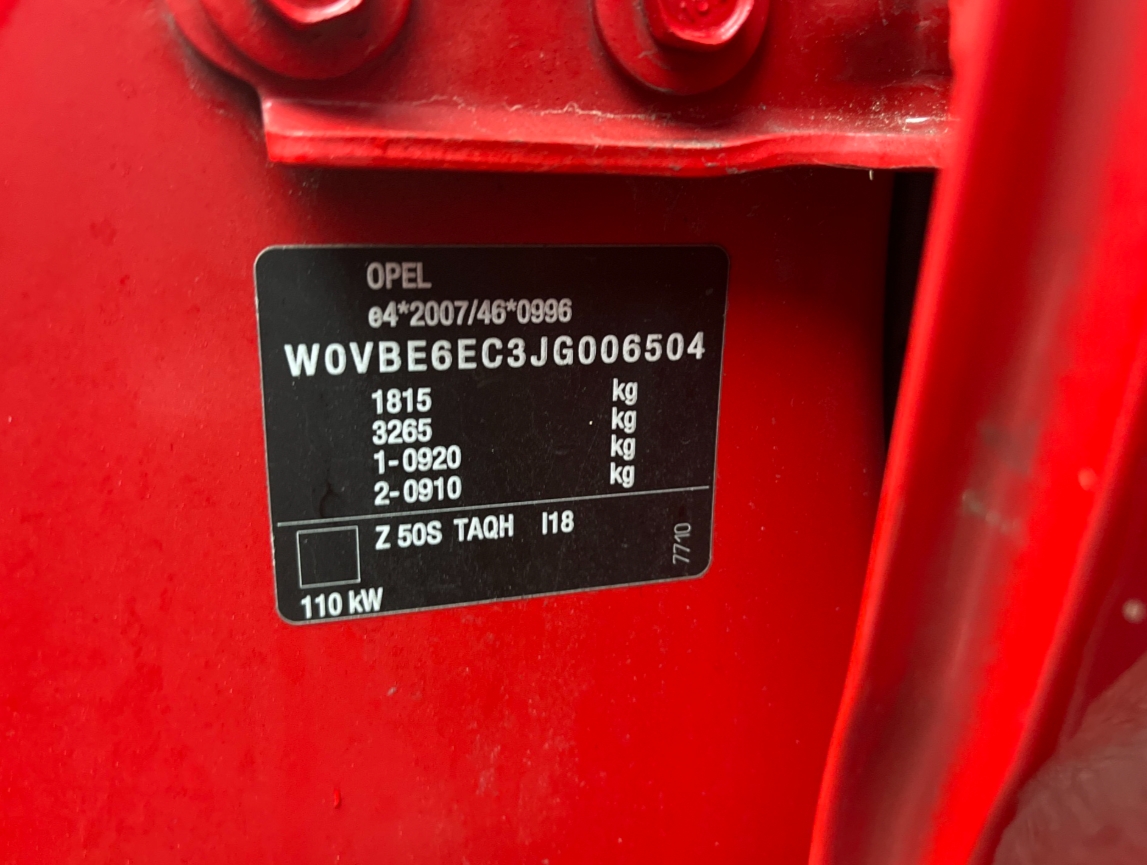 OPEL
e4*2007/46*0996
W0VBE6EC3JG006504
1815 kg
3265 kg
1-0920 kg
2-0910 kg
Z 50S TAQH I18
7710
110 kW